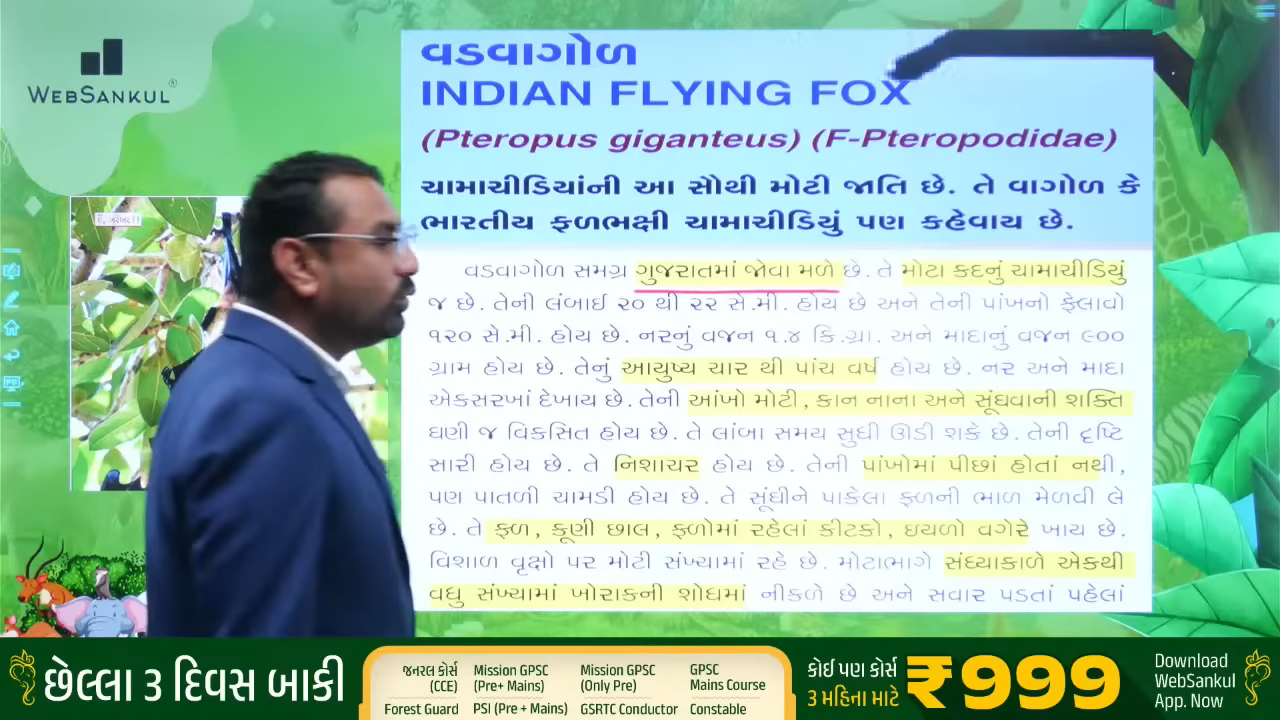 WEBSANKUL®
હે, ખરેખર?!
વડવાગોળ
INDIAN FLYING FOX
(Pteropus giganteus) (F-Pteropodidae)
ચામાચીડિયાંની આ સૌથી મોટી જાતિ છે. તે વાગોળ કે
ભારતીય ફળભક્ષી ચામાચીડિયું પણ કહેવાય છે.
વડવાગોળ સમગ્ર ગુજરાતમાં જોવા મળે છે. તે મોટા કદનું ચામાચીડિયું
જ છે. તેની લંબાઈ ૨૦ થી ૨૨ સે.મી. હોય છે અને તેની પાંખનો ફેલાવો
૧૨૦ સે.મી. હોય છે. નરનું વજન ૧.૪ કિ.ગ્રા. અને માદાનું વજન ૯૦૦
ગ્રામ હોય છે. તેનું આયુષ્ય ચાર થી પાંચ વર્ષ હોય છે. નર અને માદા
એકસરખાં દેખાય છે. તેની આંખો મોટી, કાન નાના અને સૂંઘવાની શક્તિ
ઘણી જ વિકસિત હોય છે. તે લાંબા સમય સુધી ઊડી શકે છે. તેની દૃષ્ટિ
સારી હોય છે. તે નિશાચર હોય છે. તેની પાંખોમાં પીછાં હોતાં નથી,
પણ પાતળી ચામડી હોય છે. તે સૂંઘીને પાકેલા ફળની ભાળ મેળવી લે
છે. તે ફળ, કૂણી છાલ, ફળોમાં રહેલાં કીટકો, ઇયળો વગેરે ખાય છે.
વિશાળ વૃક્ષો પર મોટી સંખ્યામાં રહે છે. મોટાભાગે સંધ્યાકાળે એકથી
વધુ સંખ્યામાં ખોરાકની શોધમાં નીકળે છે અને સવાર પડતાં પહેલાં
છેલ્લા ૩ દિવસ બાકી
જનરલ કોર્સ
(CCE)
Forest Guard
Mission GPSC
(Pre+ Mains)
PSI (Pre + Mains)
Mission GPSC
(Only Pre)
GSRTC Conductor
GPSC
Mains Course
Constable
કોઈ પણ કોર્સ
૩ મહિના માટે
₹999
Download
WebSankul
App. Now